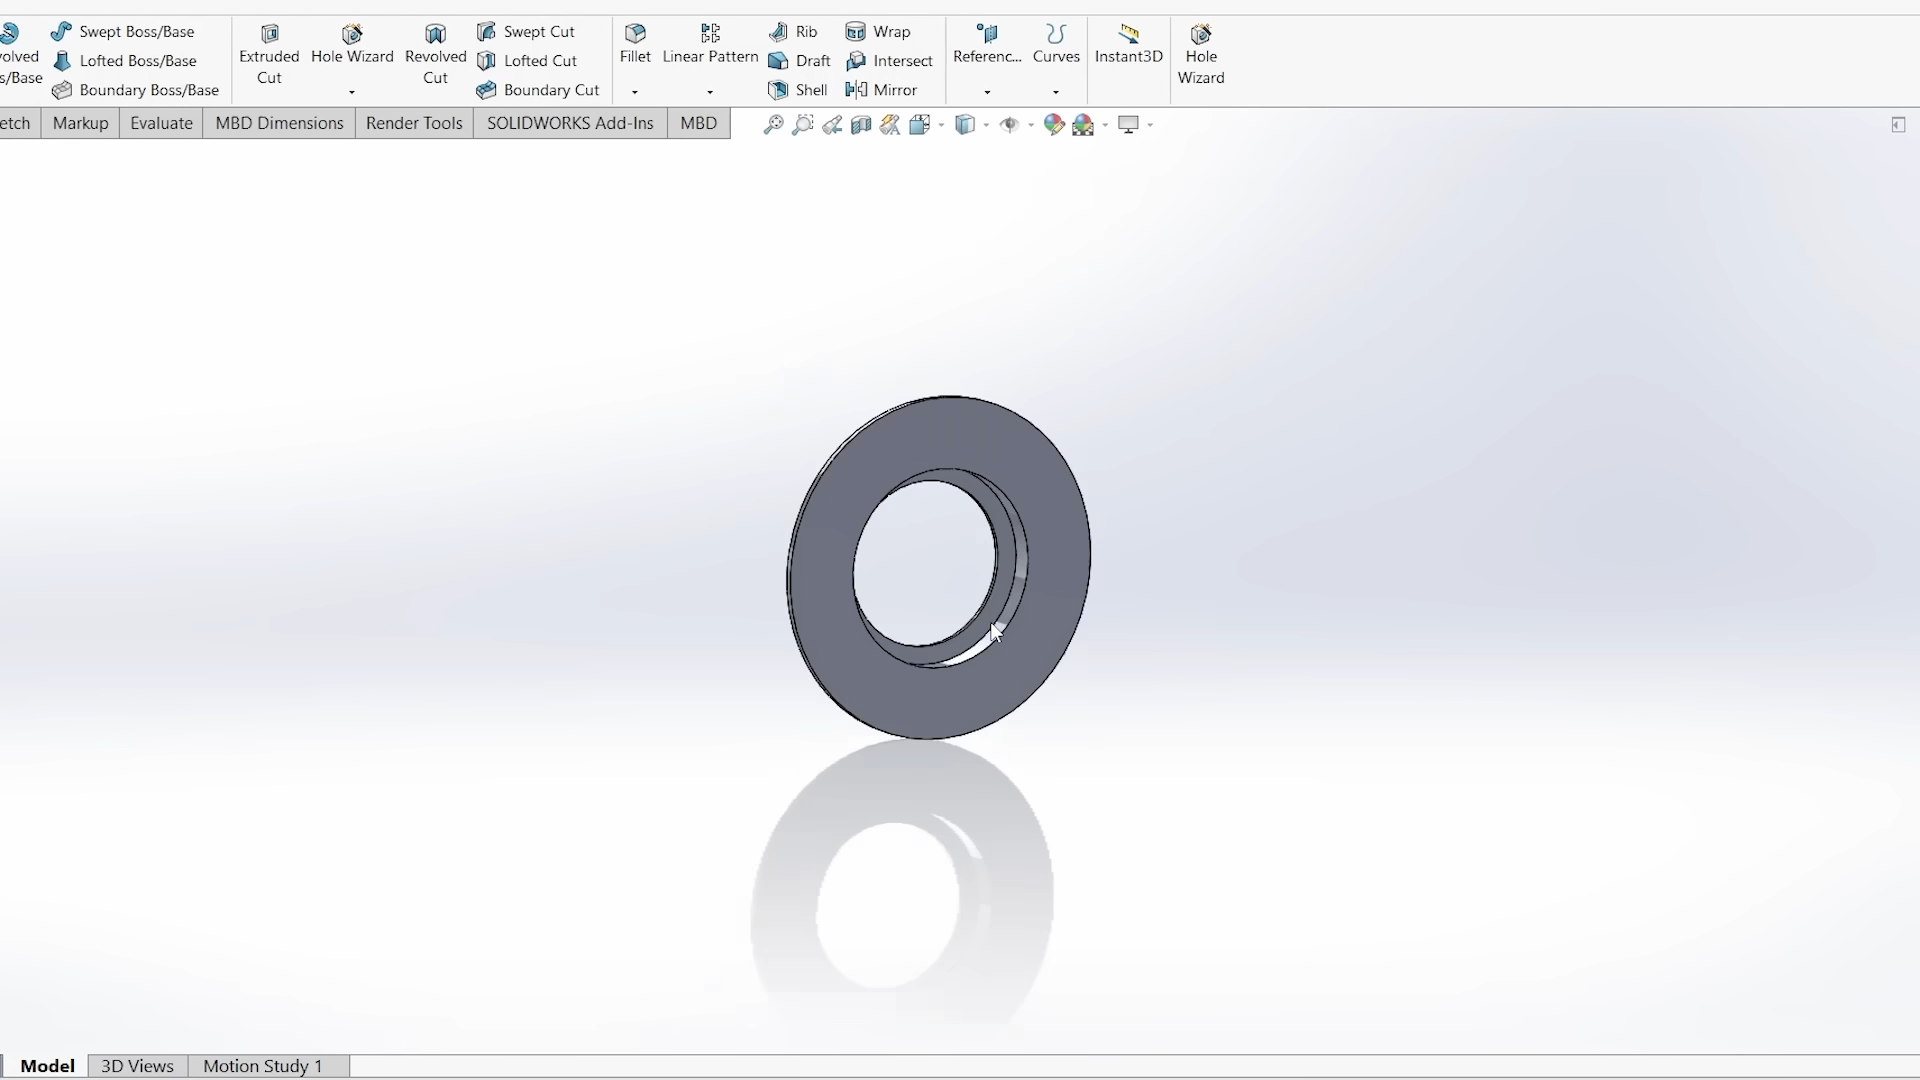 olved
s/Base
Swept Boss/Base
Lofted Boss/Base
Boundary Boss/Base
Extruded
Cut
Hole Wizard
Revolved
Cut
Swept Cut
Lofted Cut
Boundary Cut
Fillet
Linear Pattern
Rib
Draft
Shell
Wrap
Intersect
Mirror
Referenc...
Curves
Instant3D
Hole
Wizard
etch
Markup
Evaluate
MBD Dimensions
Render Tools
SOLIDWORKS Add-Ins
MBD
Model
3D Views
Motion Study 1